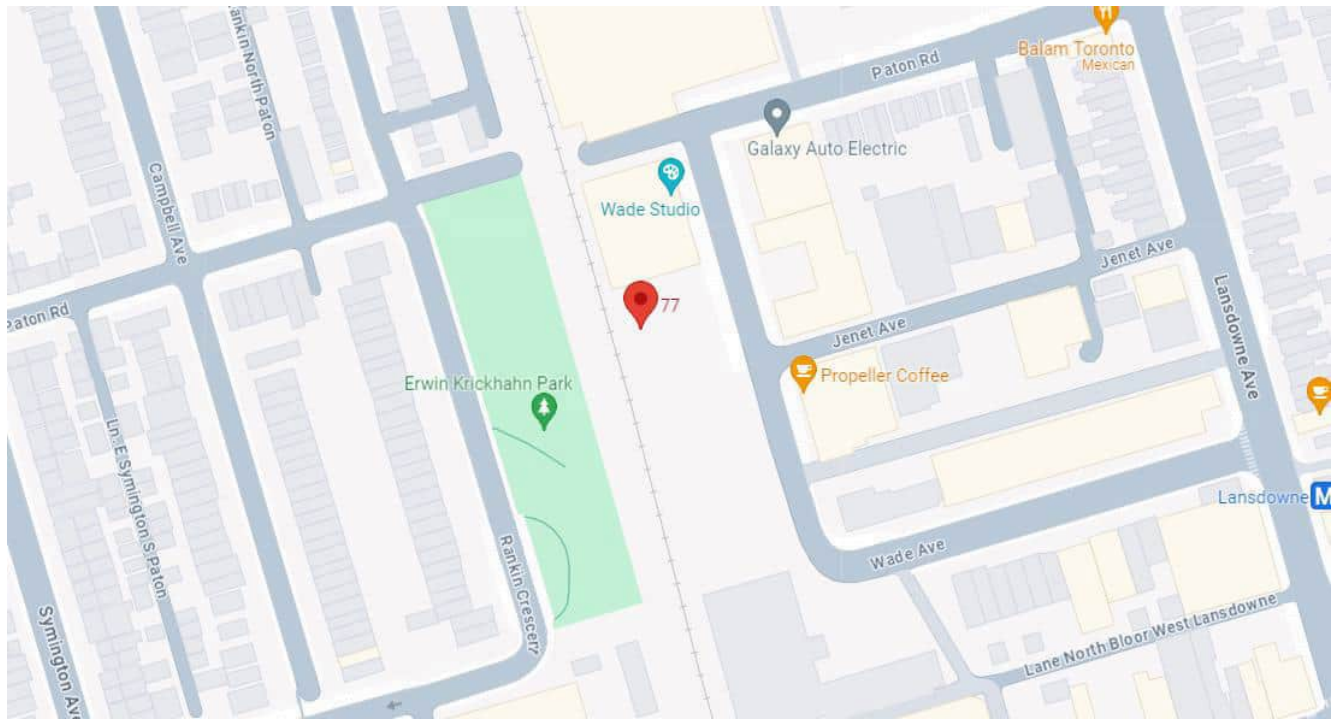 Rankin North Paton
Balam Toronto
Mexican
Paton Rd
Galaxy Auto Electric
Campbell Ave
Wade Studio
Jenet Ave
Lansdowne Ave
77
Paton Rd
Jenet Ave
Propeller Coffee
Erwin Krickhahn Park
Ln. E Symington S Paton
Lansdowne M
Rankin Crescery
Wade Ave
Symington Av
Lane North Bloor West Lansdowne